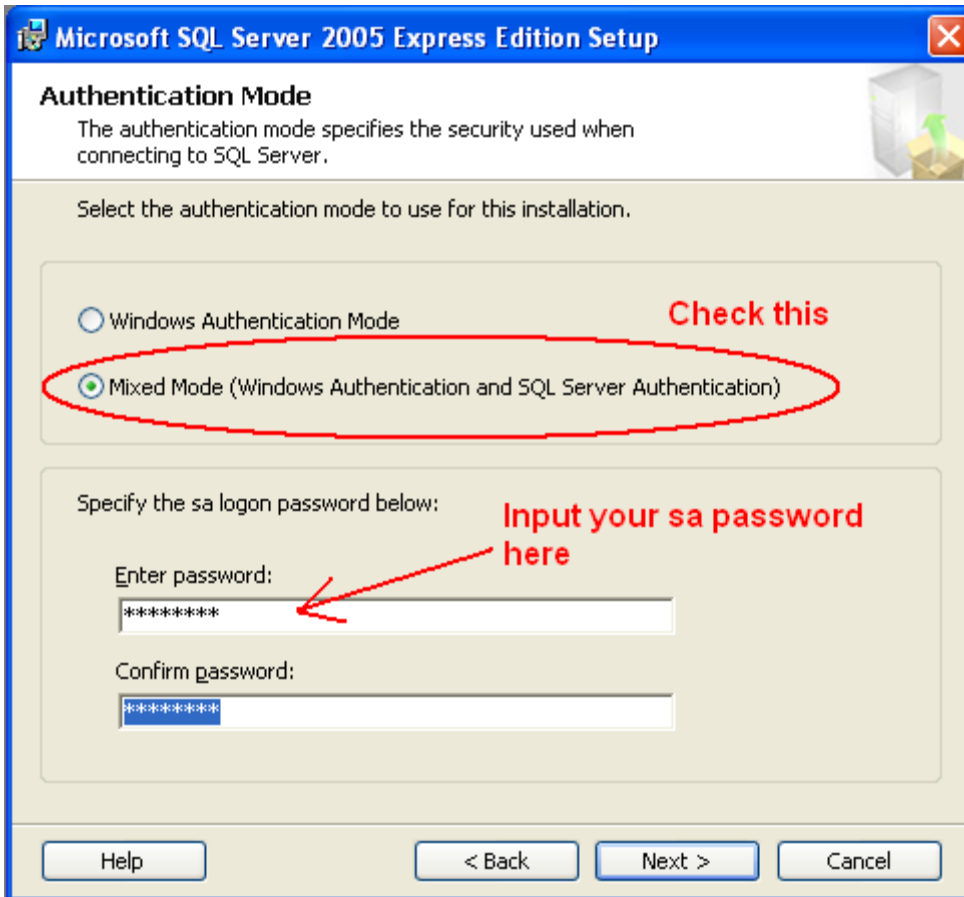 Microsoft SQL Server 2005 Express Edition Setup
Authentication Mode
The authentication mode specifies the security used when
connecting to SQL Server.
Select the authentication mode to use for this installation.
Check this
Windows Authentication Mode
Mixed Mode (Windows Authentication and SQL Server Authentication)
Specify the sa logon password below:
Input your sa password
here
Enter password:
********
Confirm password:
********
Help
< Back
Next >
Cancel